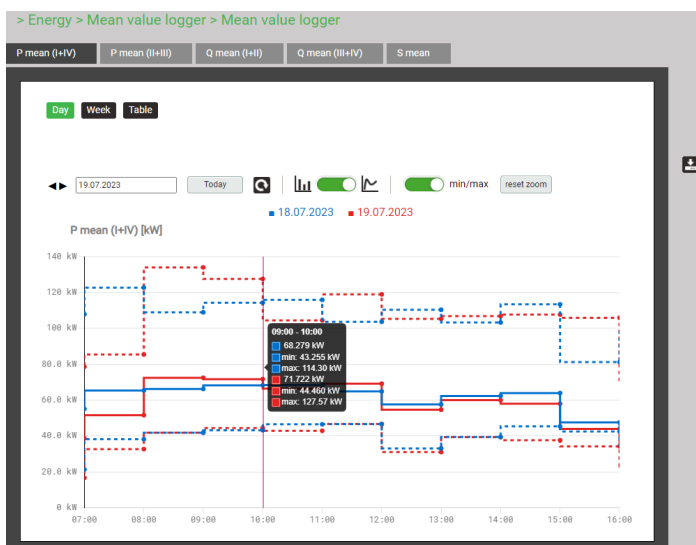 > Energy > Mean value logger > Mean value logger
P mean (I+IV) P mean (II+III) Q mean (I+II) Q mean (III+IV) S mean
Day Week Table
19.07.2023 Today min/max reset zoom
18.07.2023 19.07.2023
P mean (I+IV) [kW]
140 kW
120 kW
100 kW
80.0 kW
60.0 kW
40.0 kW
20.0 kW
0 kW
09:00 - 10:00
68.279 kW
min: 43.255 kW
max: 114.30 kW
71.722 kW
min: 44.460 kW
max: 127.57 kW
07:00 08:00 09:00 10:00 11:00 12:00 13:00 14:00 15:00 16:00